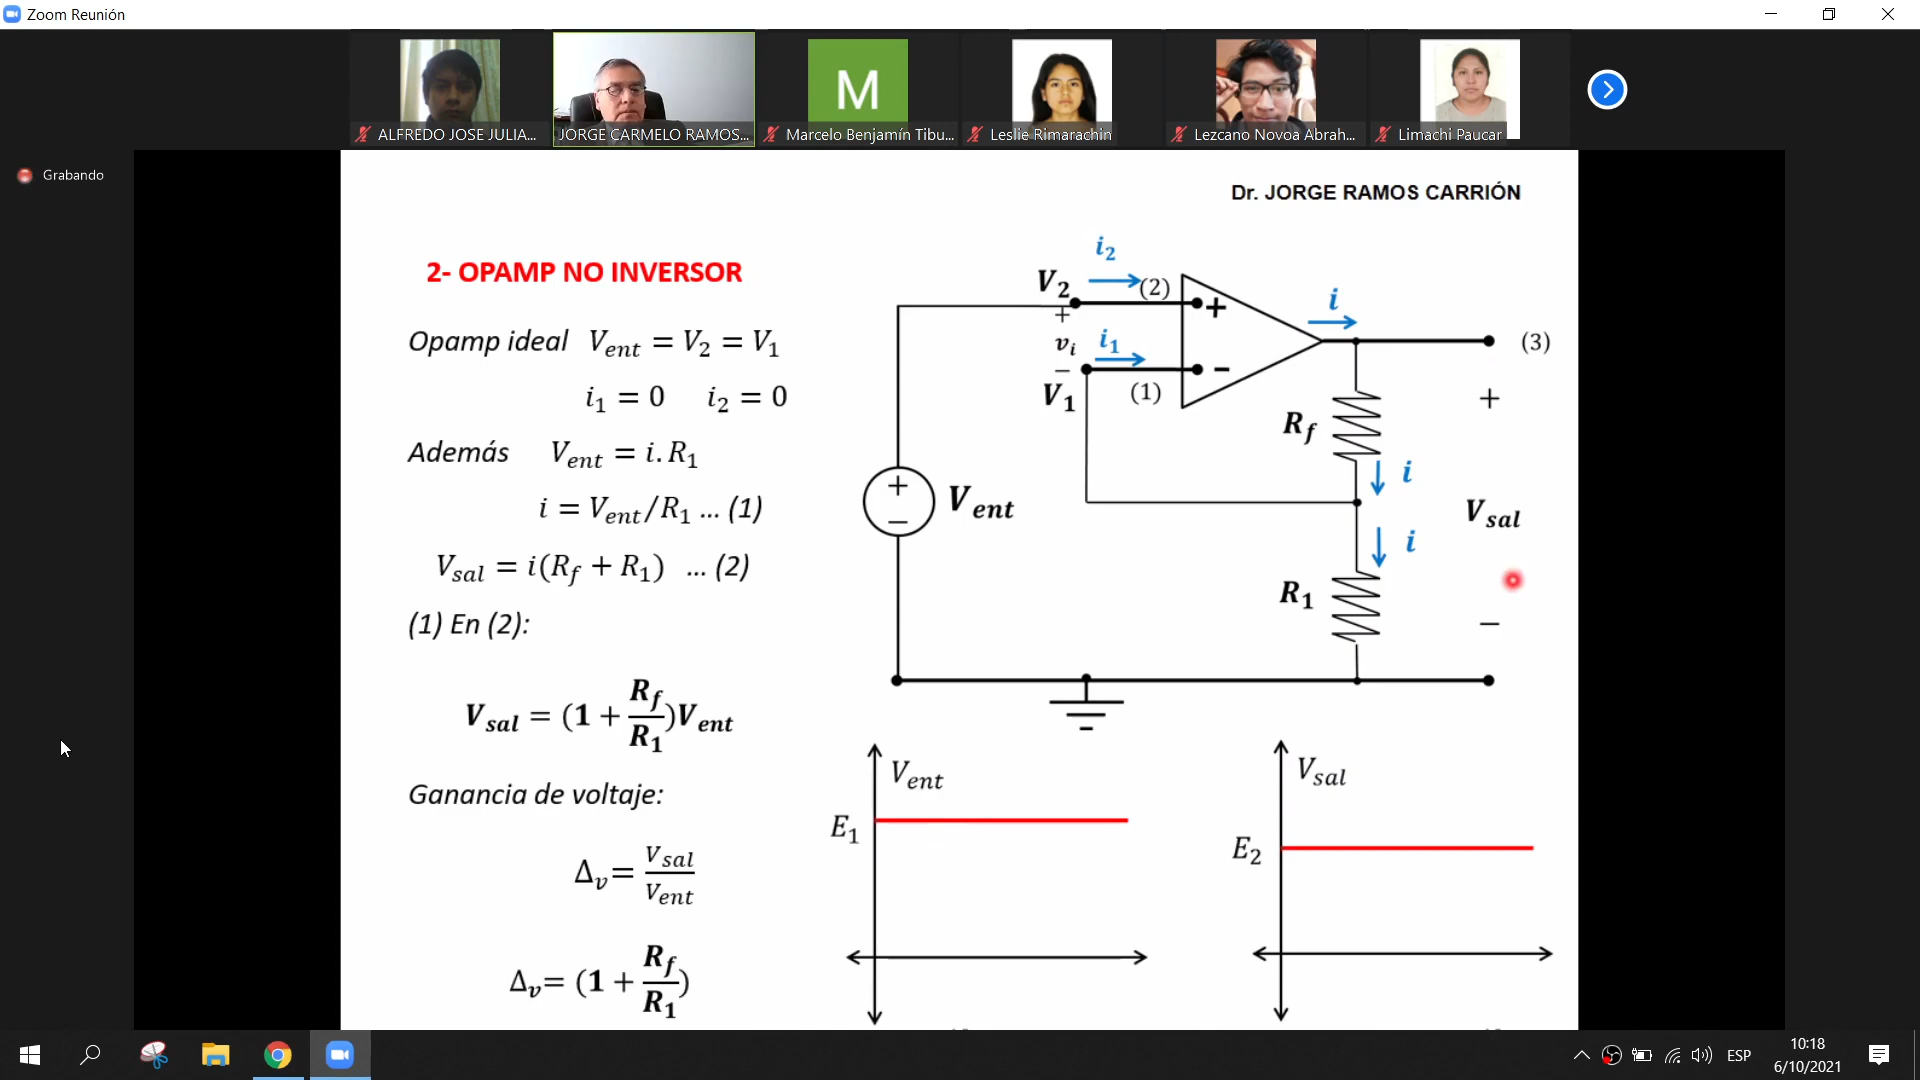 Zoom Reunión
ALFREDO JOSE JULIA...
JORGE CARMELO RAMOS...
M
Marcelo Benjamín Tibu...
Leslie Rimarachin
Lezcano Novoa Abrah...
Limachi Paucar
Grabando
Dr. JORGE RAMOS CARRIÓN
2- OPAMP NO INVERSOR
Opamp ideal V_ent = V_2 = V_1
i_1 = 0 i_2 = 0
Además V_ent = i. R_1
i = V_ent/R_1 ... (1)
V_sal = i(R_f + R_1) ... (2)
(1) En (2):
V_sal = (1 + R_f/R_1)V_ent
Ganancia de voltaje:
Δ_v = V_sal/V_ent
Δ_v = (1 + R_f/R_1)
i_2
V_2
(2)
+
+
v_i
−
i_1
V_1
(1)
-
i
(3)
+
R_f
i
V_sal
i
R_1
−
+
−
V_ent
V_ent
E_1
V_sal
E_2
ESP
10:18
6/10/2021